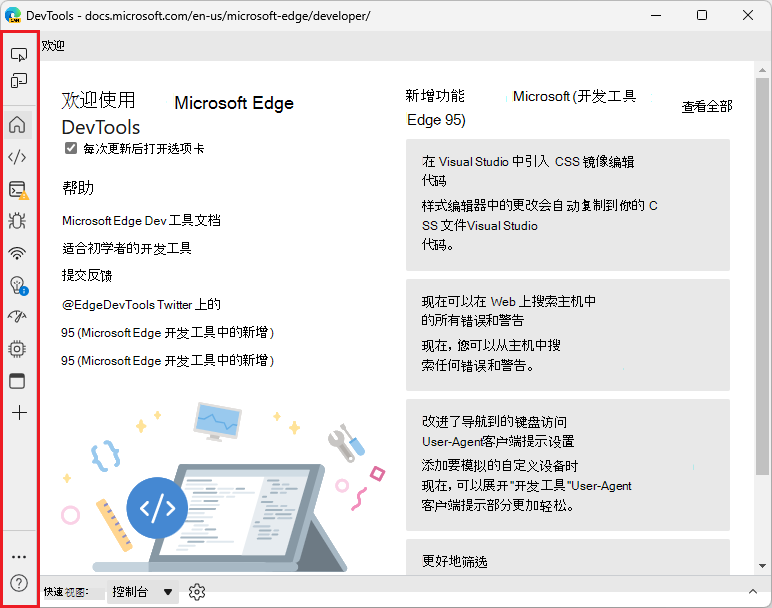 DevTools - docs.microsoft.com/en-us/microsoft-edge/developer/
欢迎
欢迎使用 Microsoft Edge
DevTools
每次更新后打开选项卡
帮助
Microsoft Edge Dev 工具文档
适合初学者的开发工具
提交反馈
@EdgeDevTools Twitter 上的
95 (Microsoft Edge 开发工具中的新增)
95 (Microsoft Edge 开发工具中的新增)
新增功能 Microsoft (开发工具
Edge 95)
查看全部
在 Visual Studio 中引入 CSS 镜像编辑
代码
样式编辑器中的更改会自动复制到你的 C
SS 文件Visual Studio
代码。
现在可以在 Web 上搜索主机中
的所有错误和警告
现在，您可以从主机中搜
索任何错误和警告。
改进了导航到的键盘访问
User-Agent客户端提示设置
添加要模拟的自定义设备时
现在，可以展开"开发工具"User-Agent
客户端提示部分更加轻松。
更好地筛选
快速视图: 控制台